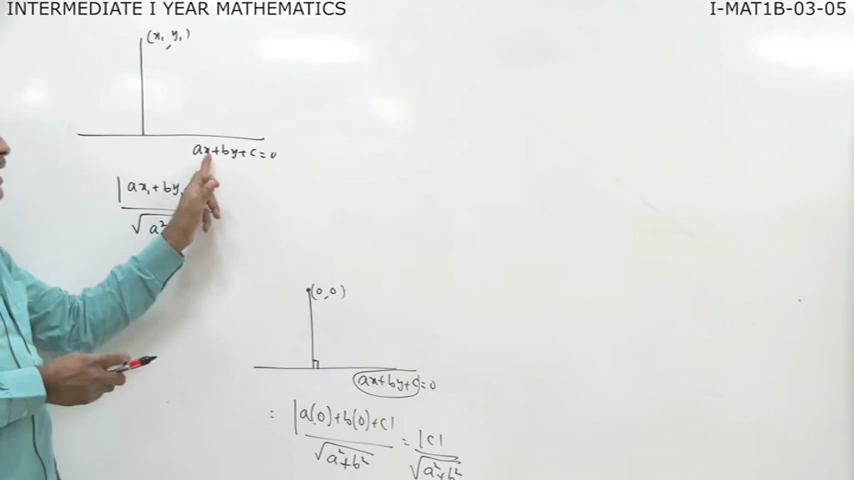 INTERMEDIATE I YEAR MATHEMATICS
I-MAT1B-03-05
(x₁, y₁)
ax+by+c=0
|ax₁+by₁
√a²
(0,0)
ax+by+c=0
= |a(0)+b(0)+c| / √a²+b² = |c| / √a²+b²